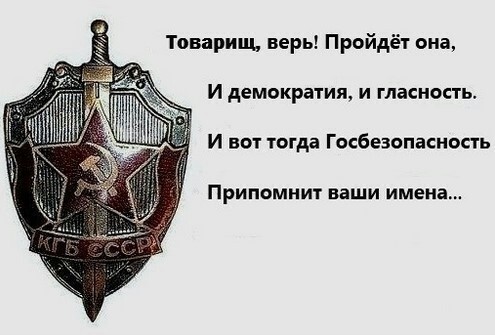 Товарищ, верь! Пройдёт она,
И демократия, и гласность.
И вот тогда Госбезопасность
Припомнит ваши имена...
КГБ СССР